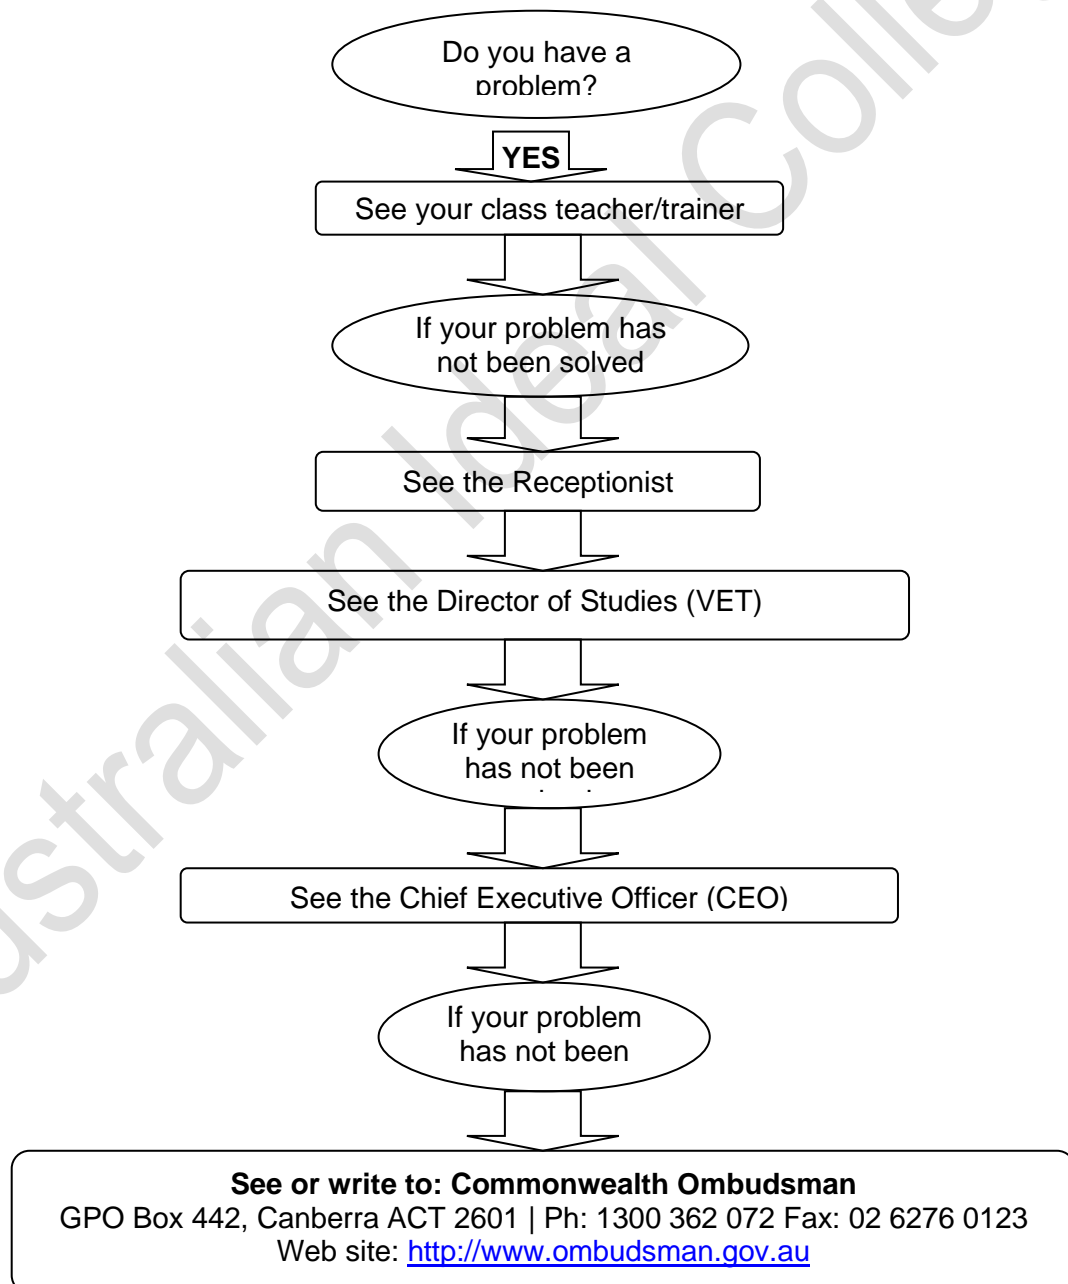 Do you have a
problem?
YES
See your class teacher/trainer
If your problem has
not been solved
See the Receptionist
See the Director of Studies (VET)
If your problem
has not been
See the Chief Executive Officer (CEO)
If your problem
has not been
See or write to: Commonwealth Ombudsman
GPO Box 442, Canberra ACT 2601 | Ph: 1300 362 072 Fax: 02 6276 0123
Web site: http://www.ombudsman.gov.au
ustralian Ideal Colle